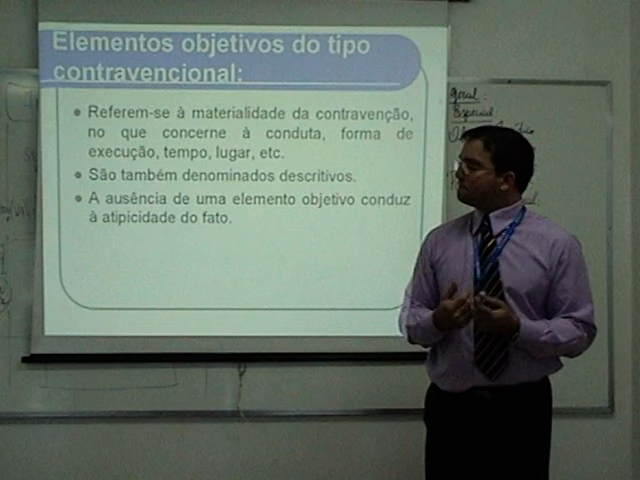 Elementos objetivos do tipo
contravencional:
Referem-se à materialidade da contravenção,
no que concerne à conduta, forma de
execução, tempo, lugar, etc.
São também denominados descritivos.
A ausência de uma elemento objetivo conduz
à atipicidade do fato.
Geral:
Especial